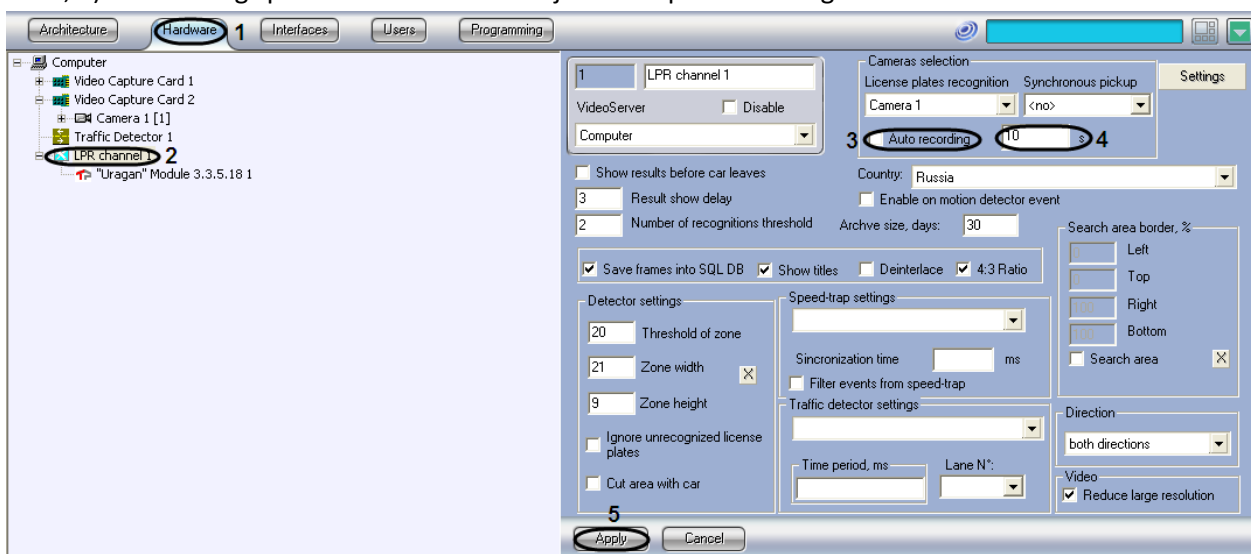 Architecture Hardware 1 Interfaces Users Programming
Computer
Video Capture Card 1
Video Capture Card 2
Camera 1 [1]
Traffic Detector 1
LPR channel 1 2
"Uragan" Module 3.3.5.18 1
1 LPR channel 1
VideoServer Disable
Computer
Cameras selection
License plates recognition Synchronous pickup
Camera 1 <no>
3 Auto recording 10 s 4
Settings
Show results before car leaves
3 Result show delay
2 Number of recognitions threshold
Country: Russia
Enable on motion detector event
Archve size, days: 30
Save frames into SQL DB Show titles Deinterlace 4:3 Ratio
Search area border, %
Left
Top
Right
Bottom
Search area X
Detector settings
20 Threshold of zone
21 Zone width X
9 Zone height
Ignore unrecognized license
plates
Cut area with car
Speed-trap settings
Sincronization time ms
Filter events from speed-trap
Traffic detector settings
Time period, ms Lane N°:
Direction
both directions
Video
Reduce large resolution
5
Apply Cancel